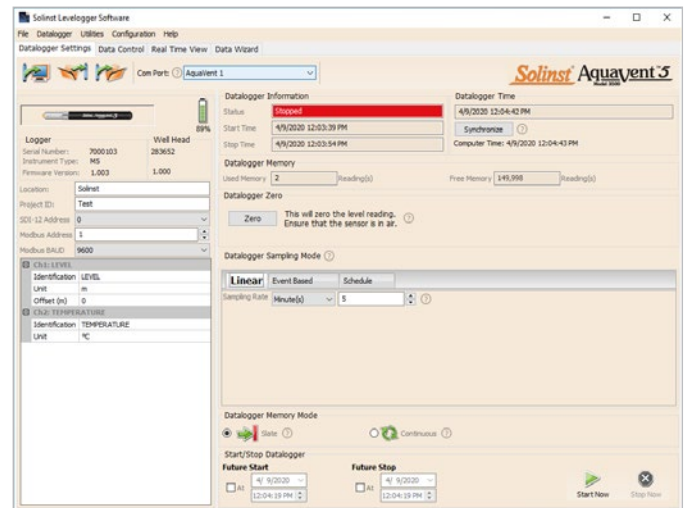 Solinst Levelogger Software
File Datalogger Utilities Configuration Help
Datalogger Settings Data Control Real Time View Data Wizard
Com Port: ? AquaVent 1
Solinst Aquavent 5
Model 3500
89%
Logger Well Head
Serial Number: 7000103 283652
Instrument Type: M5
Firmware Version: 1.003 1.000
Location: Solinst
Project ID: Test
SDI-12 Address 0
Modbus Address 1
Modbus BAUD 9600
Ch1: LEVEL
Identification LEVEL
Unit m
Offset (m) 0
Ch2: TEMPERATURE
Identification TEMPERATURE
Unit °C
Datalogger Information
Status Stopped
Start Time 4/9/2020 12:03:39 PM
Stop Time 4/9/2020 12:03:54 PM
Datalogger Time
4/9/2020 12:04:42 PM
Synchronize ?
Computer Time: 4/9/2020 12:04:43 PM
Datalogger Memory
Used Memory 2 Reading(s) Free Memory 149,998 Reading(s)
Datalogger Zero
Zero This will zero the level reading. ?
Ensure that the sensor is in air.
Datalogger Sampling Mode ?
Linear Event Based Schedule
Sampling Rate Minute(s) 5 ?
Datalogger Memory Mode
Slate ? Continuous ?
Start/Stop Datalogger
Future Start Future Stop
At 4/ 9/2020 At 4/ 9/2020
12:04:19 PM 12:04:19 PM
Start Now Stop Now